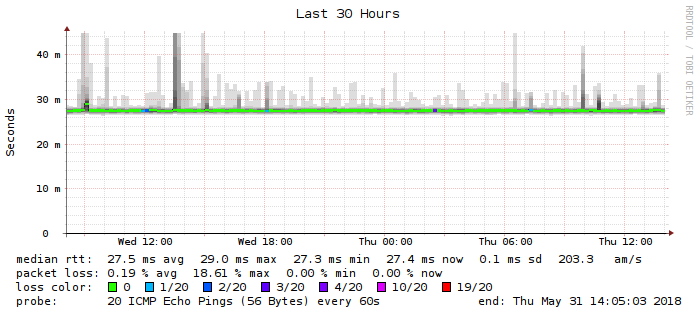 Last 30 Hours
RRDTOOL / TOBI OETIKER
Seconds
40 m
30 m
20 m
10 m
0
Wed 12:00 Wed 18:00 Thu 00:00 Thu 06:00 Thu 12:00
median rtt: 27.5 ms avg 29.0 ms max 27.3 ms min 27.4 ms now 0.1 ms sd 203.3 am/s
packet loss: 0.19 % avg 18.61 % max 0.00 % min 0.00 % now
loss color: 0 1/20 2/20 3/20 4/20 10/20 19/20
probe: 20 ICMP Echo Pings (56 Bytes) every 60s end: Thu May 31 14:05:03 2018